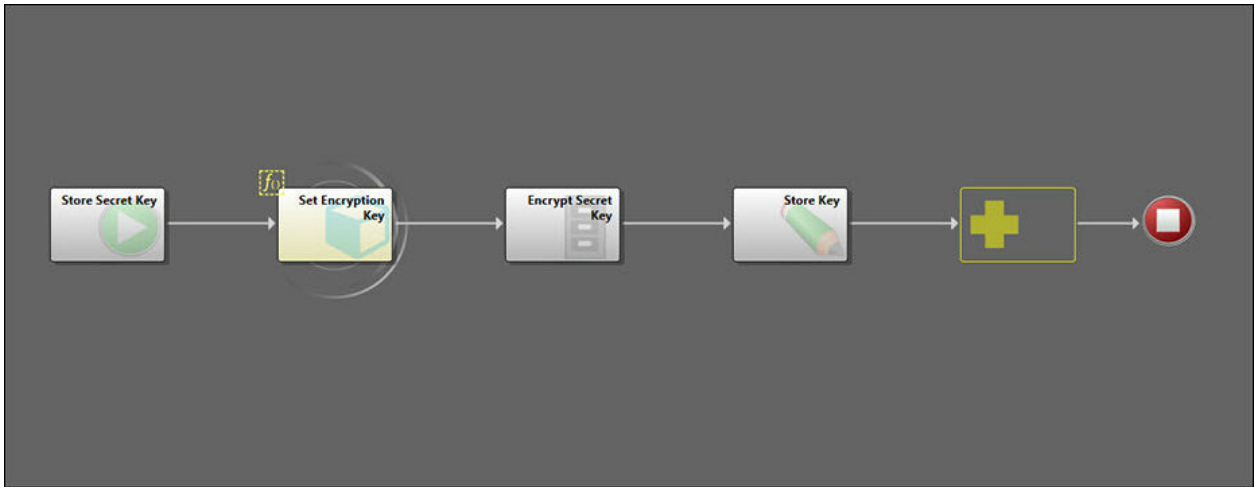 Store Secret Key
f()
Set Encryption
Key
Encrypt Secret
Key
Store Key